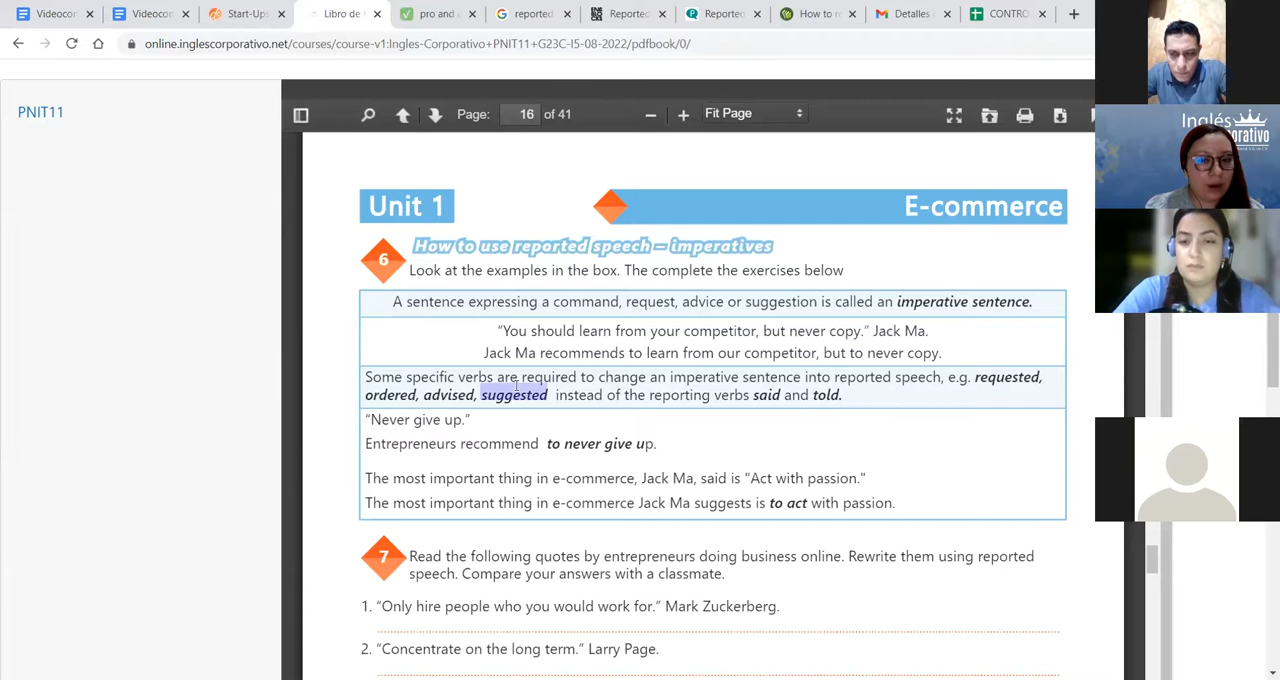 Videocon
Videocon
Start-Ups
Libro de
pro and
reported
Reported
Reported
How to r
Detalles
CONTRO
online.inglescorporativo.net/courses/course-v1:Ingles-Corporativo+PNIT11+G23C-I5-08-2022/pdfbook/0/
PNIT11
Page: 16 of 41
Fit Page
Unit 1
E-commerce
6
How to use reported speech – imperatives
Look at the examples in the box. The complete the exercises below
A sentence expressing a command, request, advice or suggestion is called an imperative sentence.
“You should learn from your competitor, but never copy.” Jack Ma.
Jack Ma recommends to learn from our competitor, but to never copy.
Some specific verbs are required to change an imperative sentence into reported speech, e.g. requested,
ordered, advised, suggested instead of the reporting verbs said and told.
“Never give up.”
Entrepreneurs recommend to never give up.
The most important thing in e-commerce, Jack Ma, said is "Act with passion."
The most important thing in e-commerce Jack Ma suggests is to act with passion.
7
Read the following quotes by entrepreneurs doing business online. Rewrite them using reported
speech. Compare your answers with a classmate.
1. “Only hire people who you would work for.” Mark Zuckerberg.
2. “Concentrate on the long term.” Larry Page.
Inglés